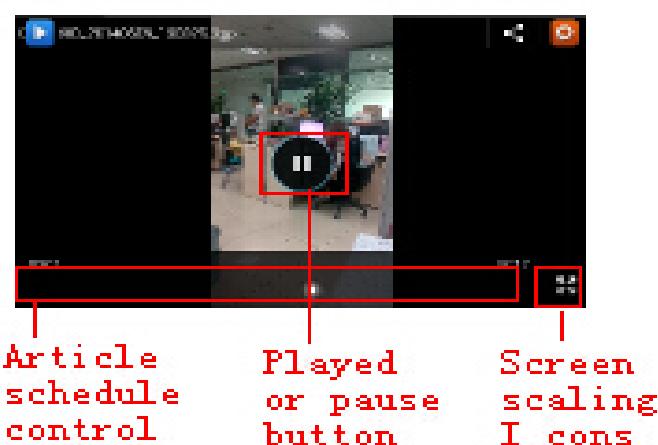 Article
schedule
control
Played
or pause
button
Screen
scaling
I cons